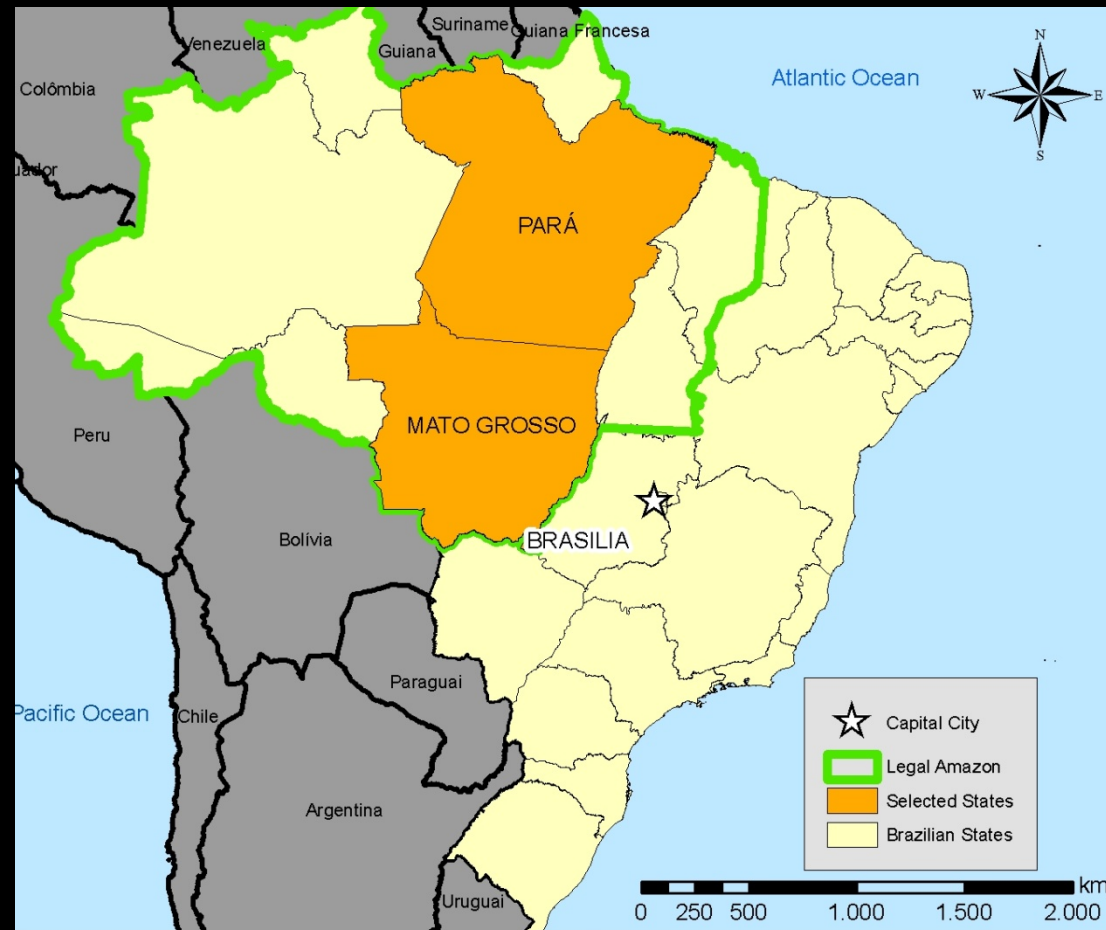 Suriname
Venezuela
Guiana
Guiana Francesa
Colômbia
Atlantic Ocean
N
W
E
S
uador
PARÁ
MATO GROSSO
Peru
BRASILIA
Bolívia
Paraguai
Pacific Ocean
Chile
Argentina
Uruguai
Capital City
Legal Amazon
Selected States
Brazilian States
km
0 250 500 1.000 1.500 2.000